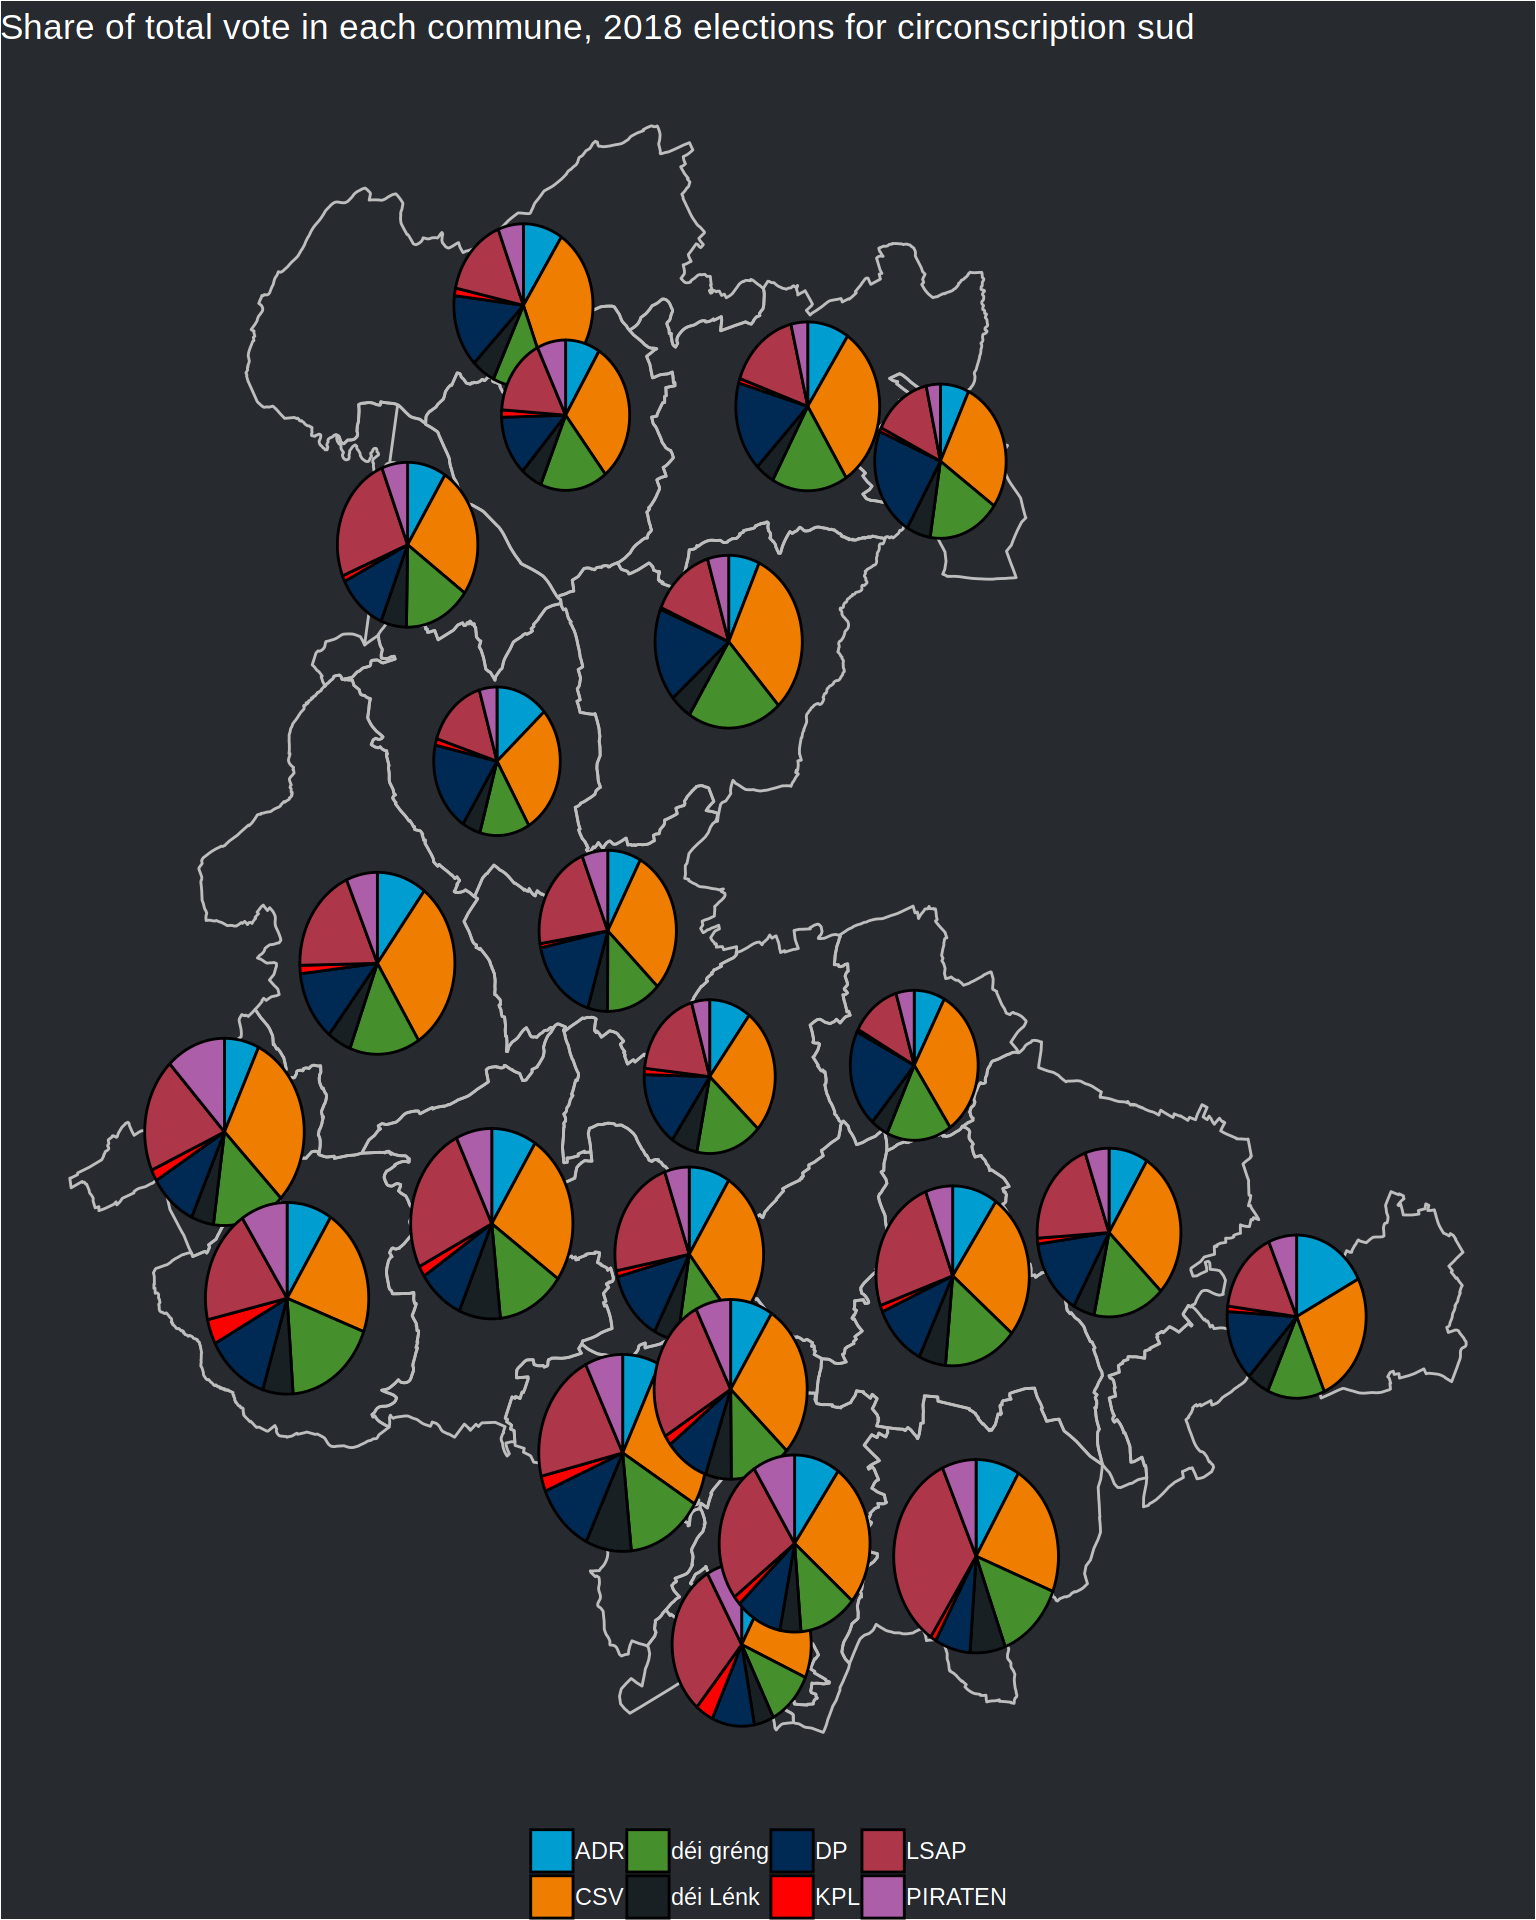 Share of total vote in each commune, 2018 elections for circonscription sud
ADR déi gréng DP LSAP
CSV déi Lénk KPL PIRATEN